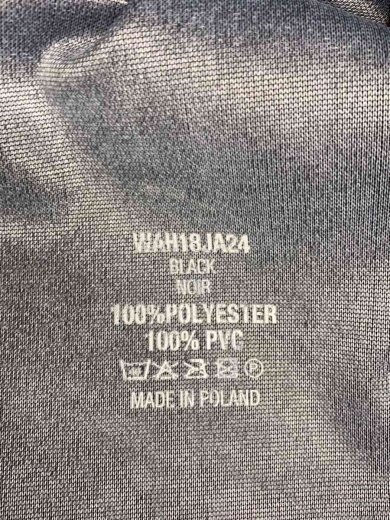 WAH18JA24
BLACK
NOIR
100%POLYESTER
100% PVC
MADE IN POLAND